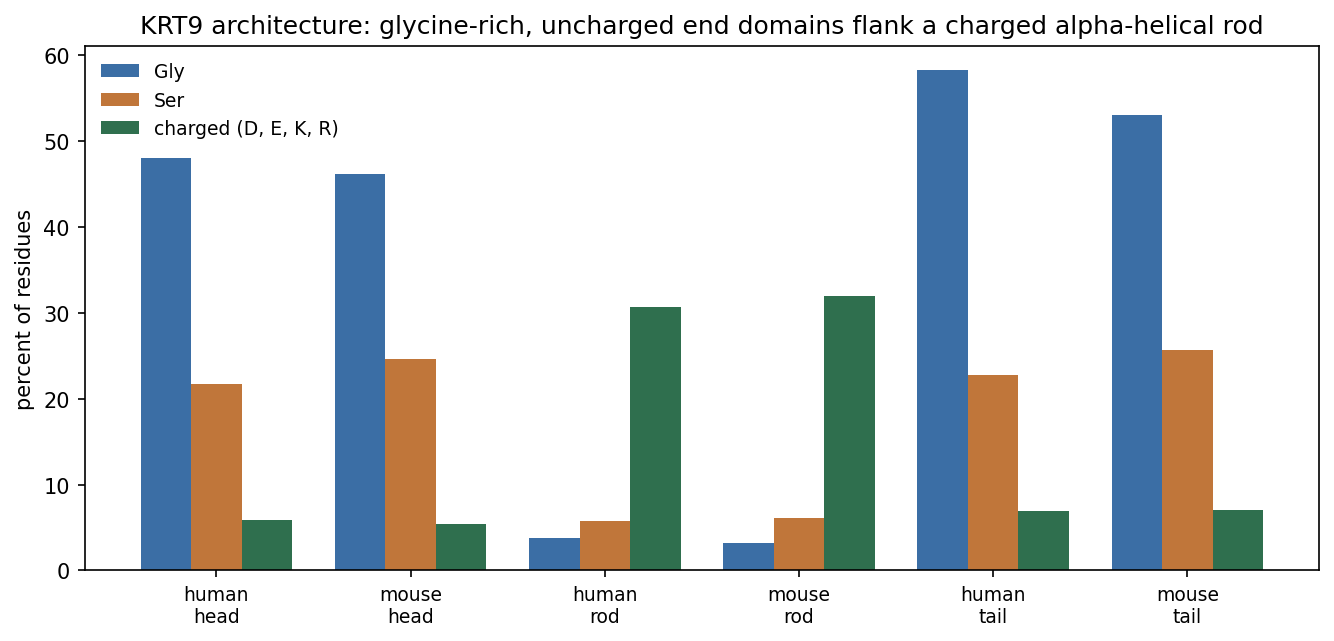 KRT9 architecture: glycine-rich, uncharged end domains flank a charged alpha-helical rod
Gly
Ser
charged (D, E, K, R)
percent of residues
60
50
40
30
20
10
0
human
head
mouse
head
human
rod
mouse
rod
human
tail
mouse
tail